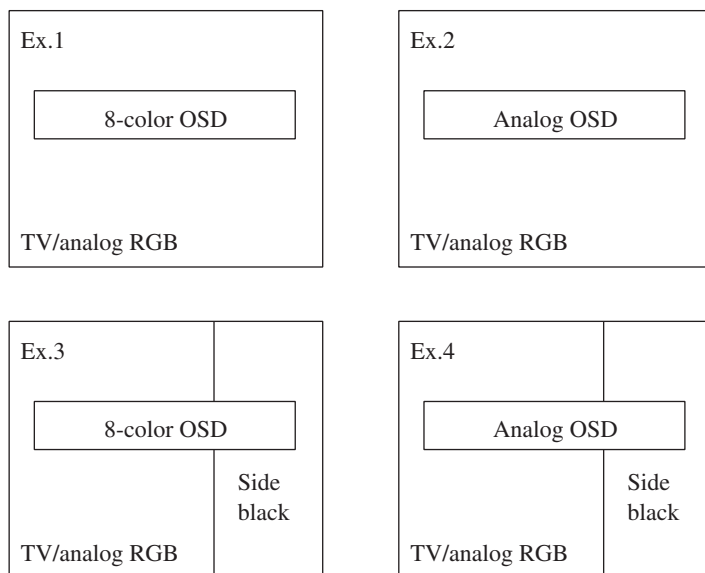 Ex.1
8-color OSD
TV/analog RGB
Ex.2
Analog OSD
TV/analog RGB
Ex.3
8-color OSD
Side
black
TV/analog RGB
Ex.4
Analog OSD
Side
black
TV/analog RGB